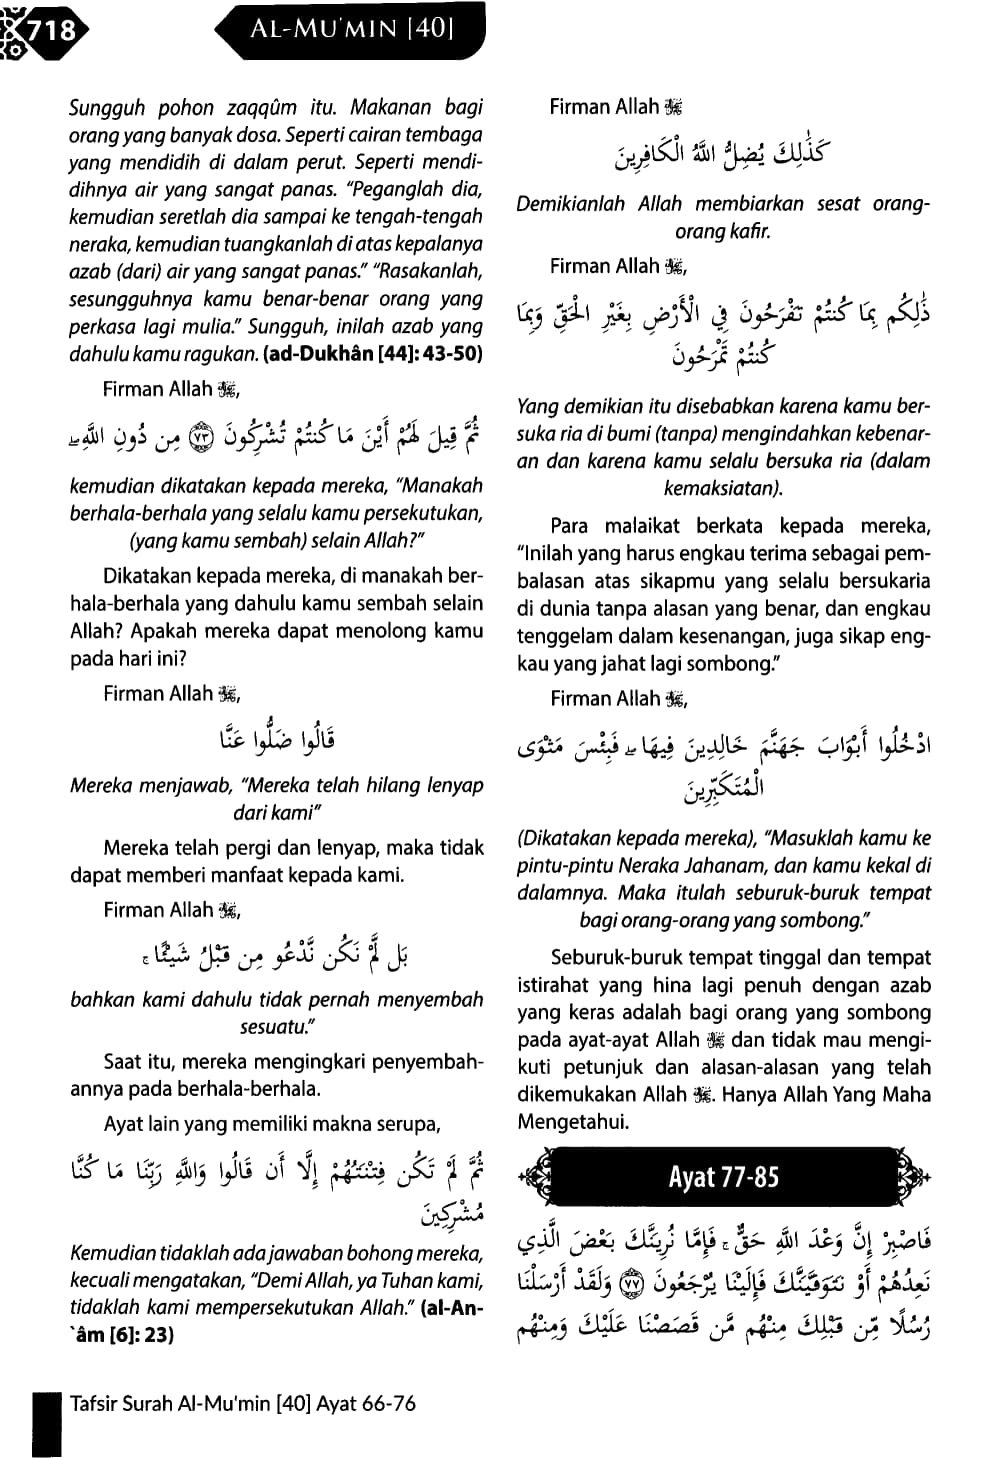 718
AL-MU'MIN [40]
Sungguh pohon zaqqûm itu. Makanan bagi
orang yang banyak dosa. Seperti cairan tembaga
yang mendidih di dalam perut. Seperti mendi-
dihnya air yang sangat panas. “Peganglah dia,
kemudian seretlah dia sampai ke tengah-tengah
neraka, kemudian tuangkanlah di atas kepalanya
azab (dari) air yang sangat panas.” “Rasakanlah,
sesungguhnya kamu benar-benar orang yang
perkasa lagi mulia.” Sungguh, inilah azab yang
dahulu kamu ragukan. (ad-Dukhân [44]: 43-50)
Firman Allah ﷻ,
ثُمَّ قِيلَ لَهُمْ أَيْنَ مَا كُنتُمْ تُشْرِكُونَ ﴿٧٣﴾ مِن دُونِ اللَّهِ ۖ
kemudian dikatakan kepada mereka, “Manakah
berhala-berhala yang selalu kamu persekutukan,
(yang kamu sembah) selain Allah?”
Dikatakan kepada mereka, di manakah ber-
hala-berhala yang dahulu kamu sembah selain
Allah? Apakah mereka dapat menolong kamu
pada hari ini?
Firman Allah ﷻ,
قَالُوا ضَلُّوا عَنَّا
Mereka menjawab, “Mereka telah hilang lenyap
dari kami”
Mereka telah pergi dan lenyap, maka tidak
dapat memberi manfaat kepada kami.
Firman Allah ﷻ,
بَل لَّمْ نَكُن نَّدْعُو مِن قَبْلُ شَيْئًا ۚ
bahkan kami dahulu tidak pernah menyembah
sesuatu.”
Saat itu, mereka mengingkari penyembah-
annya pada berhala-berhala.
Ayat lain yang memiliki makna serupa,
ثُمَّ لَمْ تَكُن فِتْنَتُهُمْ إِلَّا أَن قَالُوا وَاللَّهِ رَبِّنَا مَا كُنَّا
مُشْرِكِينَ
Kemudian tidaklah ada jawaban bohong mereka,
kecuali mengatakan, “Demi Allah, ya Tuhan kami,
tidaklah kami mempersekutukan Allah.” (al-An-
`âm [6]: 23)
Firman Allah ﷻ
كَذَٰلِكَ يُضِلُّ اللَّهُ الْكَافِرِينَ
Demikianlah Allah membiarkan sesat orang-
orang kafir.
Firman Allah ﷻ,
ذَٰلِكُم بِمَا كُنتُمْ تَفْرَحُونَ فِي الْأَرْضِ بِغَيْرِ الْحَقِّ وَبِمَا
كُنتُمْ تَمْرَحُونَ
Yang demikian itu disebabkan karena kamu ber-
suka ria di bumi (tanpa) mengindahkan kebenar-
an dan karena kamu selalu bersuka ria (dalam
kemaksiatan).
Para malaikat berkata kepada mereka,
“Inilah yang harus engkau terima sebagai pem-
balasan atas sikapmu yang selalu bersukaria
di dunia tanpa alasan yang benar, dan engkau
tenggelam dalam kesenangan, juga sikap eng-
kau yang jahat lagi sombong.”
Firman Allah ﷻ,
ادْخُلُوا أَبْوَابَ جَهَنَّمَ خَالِدِينَ فِيهَا ۖ فَبِئْسَ مَثْوَى
الْمُتَكَبِّرِينَ
(Dikatakan kepada mereka), “Masuklah kamu ke
pintu-pintu Neraka Jahanam, dan kamu kekal di
dalamnya. Maka itulah seburuk-buruk tempat
bagi orang-orang yang sombong.”
Seburuk-buruk tempat tinggal dan tempat
istirahat yang hina lagi penuh dengan azab
yang keras adalah bagi orang yang sombong
pada ayat-ayat Allah ﷻ dan tidak mau mengi-
kuti petunjuk dan alasan-alasan yang telah
dikemukakan Allah ﷻ. Hanya Allah Yang Maha
Mengetahui.
Ayat 77-85
فَاصْبِرْ إِنَّ وَعْدَ اللَّهِ حَقٌّ ۚ فَإِمَّا نُرِيَنَّكَ بَعْضَ الَّذِي
نَعِدُهُمْ أَوْ نَتَوَفَّيَنَّكَ فَإِلَيْنَا يُرْجَعُونَ ﴿٧٧﴾ وَلَقَدْ أَرْسَلْنَا
رُسُلًا مِّن قَبْلِكَ مِنْهُم مَّن قَصَصْنَا عَلَيْكَ وَمِنْهُم
Tafsir Surah Al-Mu'min [40] Ayat 66-76